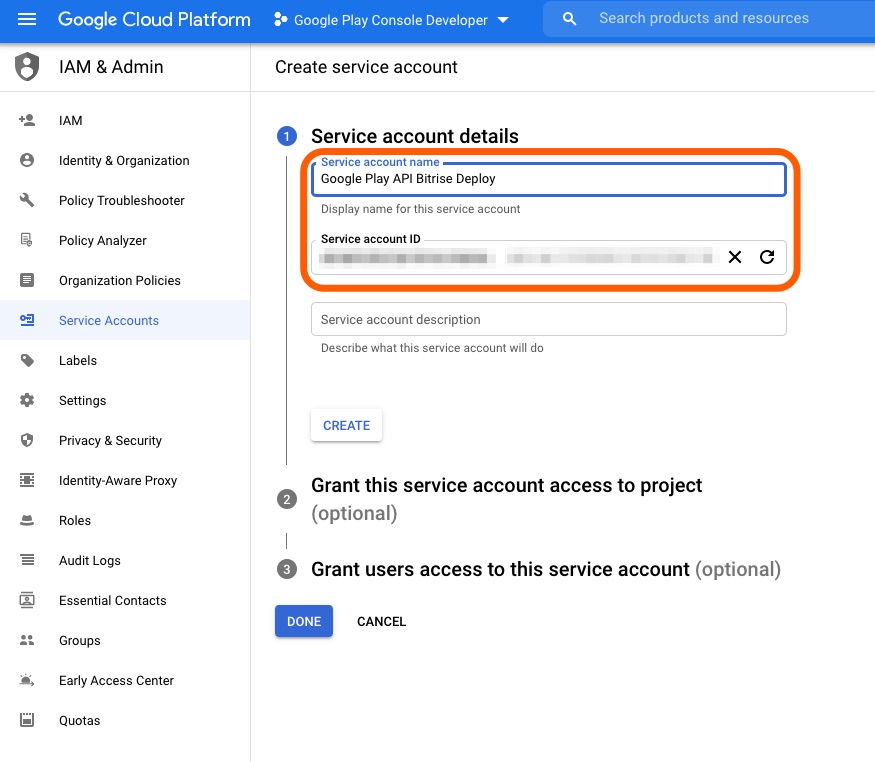 Google Cloud Platform
Google Play Console Developer
Search products and resources
IAM & Admin
IAM
Identity & Organization
Policy Troubleshooter
Policy Analyzer
Organization Policies
Service Accounts
Labels
Settings
Privacy & Security
Identity-Aware Proxy
Roles
Audit Logs
Essential Contacts
Groups
Early Access Center
Quotas
Create service account
1 Service account details
Service account name
Google Play API Bitrise Deploy
Display name for this service account
Service account ID
Service account description
Describe what this service account will do
CREATE
2 Grant this service account access to project
(optional)
3 Grant users access to this service account (optional)
DONE CANCEL